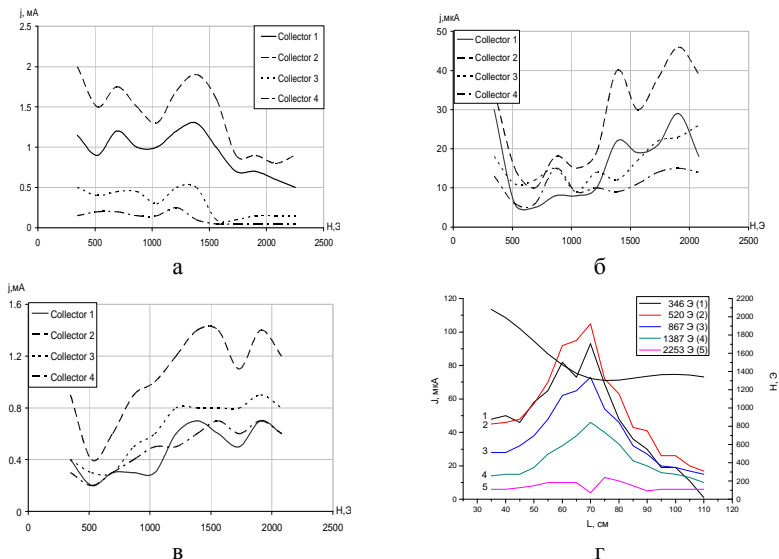 j, мА
2.5
2
1.5
1
0.5
0
0 500 1000 1500 2000 2500
H,Э
Collector 1
Collector 2
Collector 3
Collector 4
а
j,мкА
50
40
30
20
10
0
0 500 1000 1500 2000 2500
H,Э
Collector 1
Collector 2
Collector 3
Collector 4
б
j,мА
1.6
1.2
0.8
0.4
0
0 500 1000 1500 2000 2500
H,Э
Collector 1
Collector 2
Collector 3
Collector 4
в
J, мкА
120
100
80
60
40
20
0
30 40 50 60 70 80 90 100 110
L, см
1
2
3
4
5
346 Э (1)
520 Э (2)
867 Э (3)
1387 Э (4)
2253 Э (5)
2200
2000
1800
1600
1400
1200
1000
800
600
400
200
0
H, Э
г